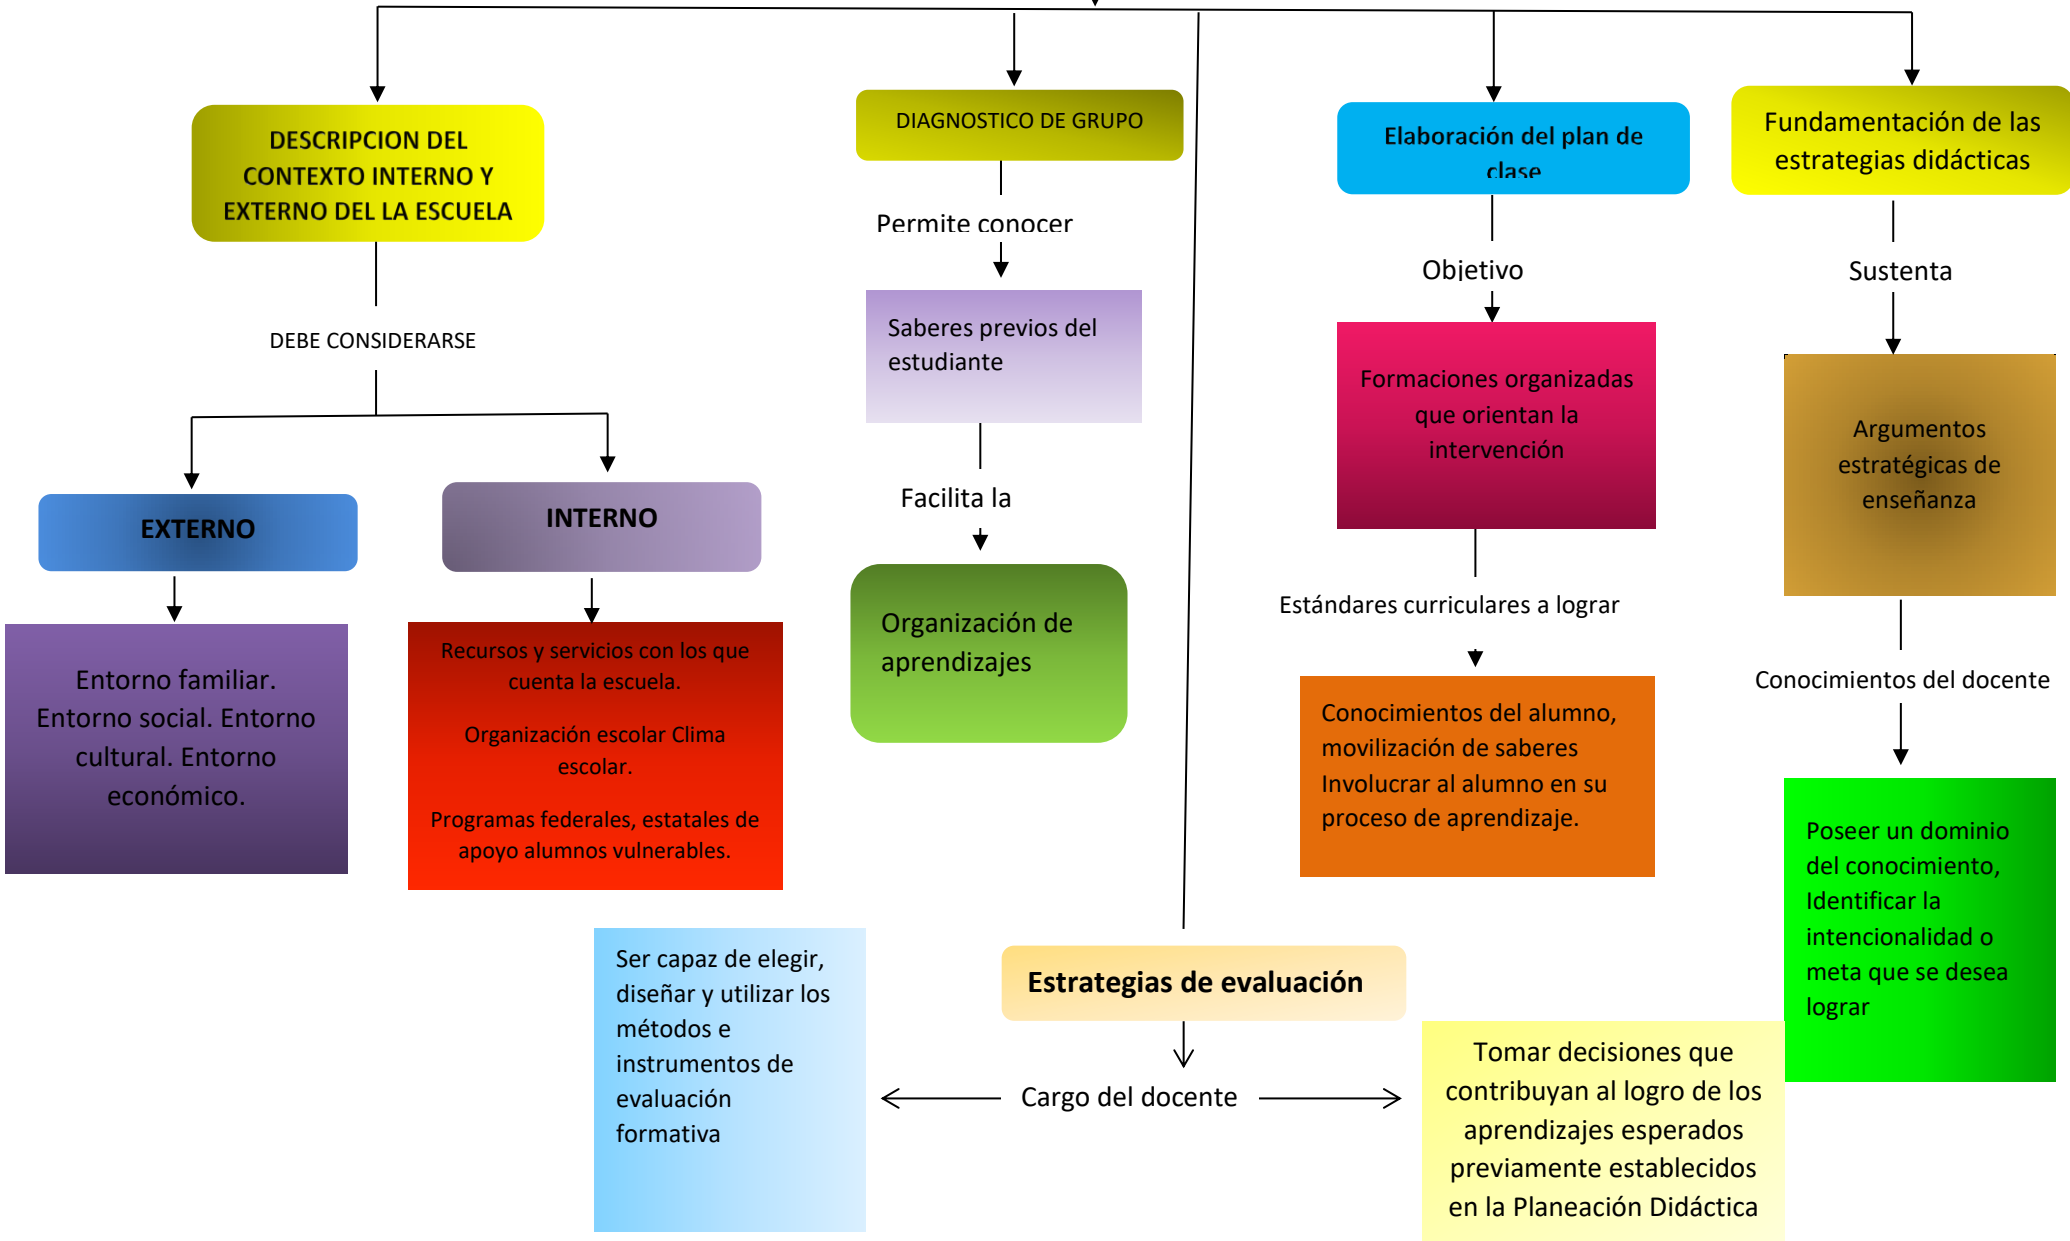 DESCRIPCION DEL
CONTEXTO INTERNO Y
EXTERNO DEL LA ESCUELA
DEBE CONSIDERARSE
EXTERNO
Entorno familiar.
Entorno social. Entorno
cultural. Entorno
económico.
INTERNO
Recursos y servicios con los que
cuenta la escuela.
Organización escolar Clima
escolar.
Programas federales, estatales de
apoyo alumnos vulnerables.
DIAGNOSTICO DE GRUPO
Permite conocer
Saberes previos del
estudiante
Facilita la
Organización de
aprendizajes
Elaboración del plan de
clase
Objetivo
Formaciones organizadas
que orientan la
intervención
Estándares curriculares a lograr
Conocimientos del alumno,
movilización de saberes
Involucrar al alumno en su
proceso de aprendizaje.
Fundamentación de las
estrategias didácticas
Sustenta
Argumentos
estratégicas de
enseñanza
Conocimientos del docente
Poseer un dominio
del conocimiento,
Identificar la
intencionalidad o
meta que se desea
lograr
Estrategias de evaluación
Cargo del docente
Ser capaz de elegir,
diseñar y utilizar los
métodos e
instrumentos de
evaluación
formativa
Tomar decisiones que
contribuyan al logro de los
aprendizajes esperados
previamente establecidos
en la Planeación Didáctica